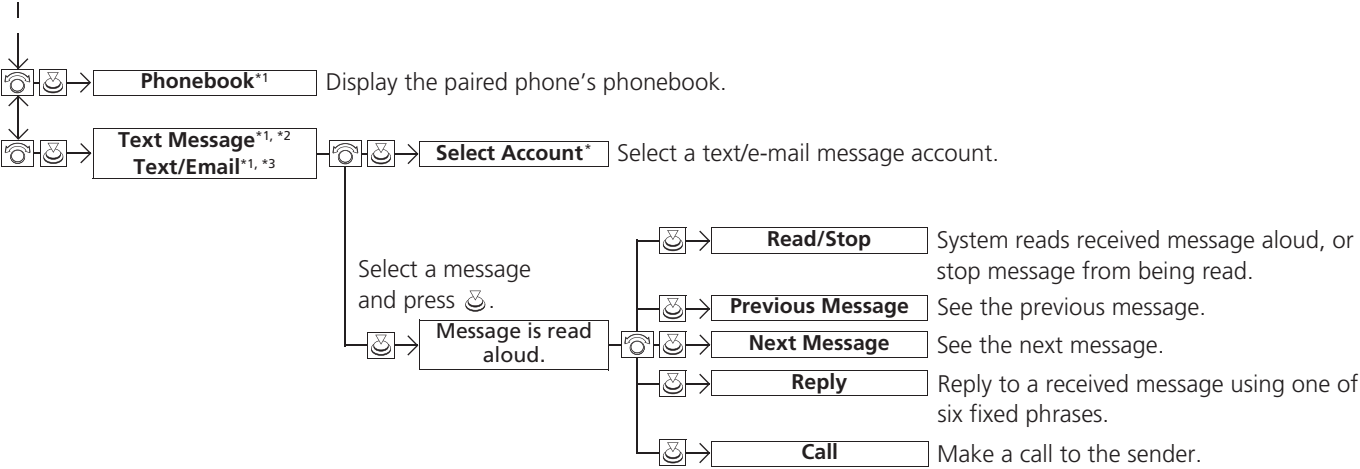 Phonebook*1 Display the paired phone's phonebook.
Text Message*1, *2
Text/Email*1, *3
Select Account* Select a text/e-mail message account.
Select a message
and press .
Message is read
aloud.
Read/Stop System reads received message aloud, or
stop message from being read.
Previous Message See the previous message.
Next Message See the next message.
Reply Reply to a received message using one of
six fixed phrases.
Call Make a call to the sender.